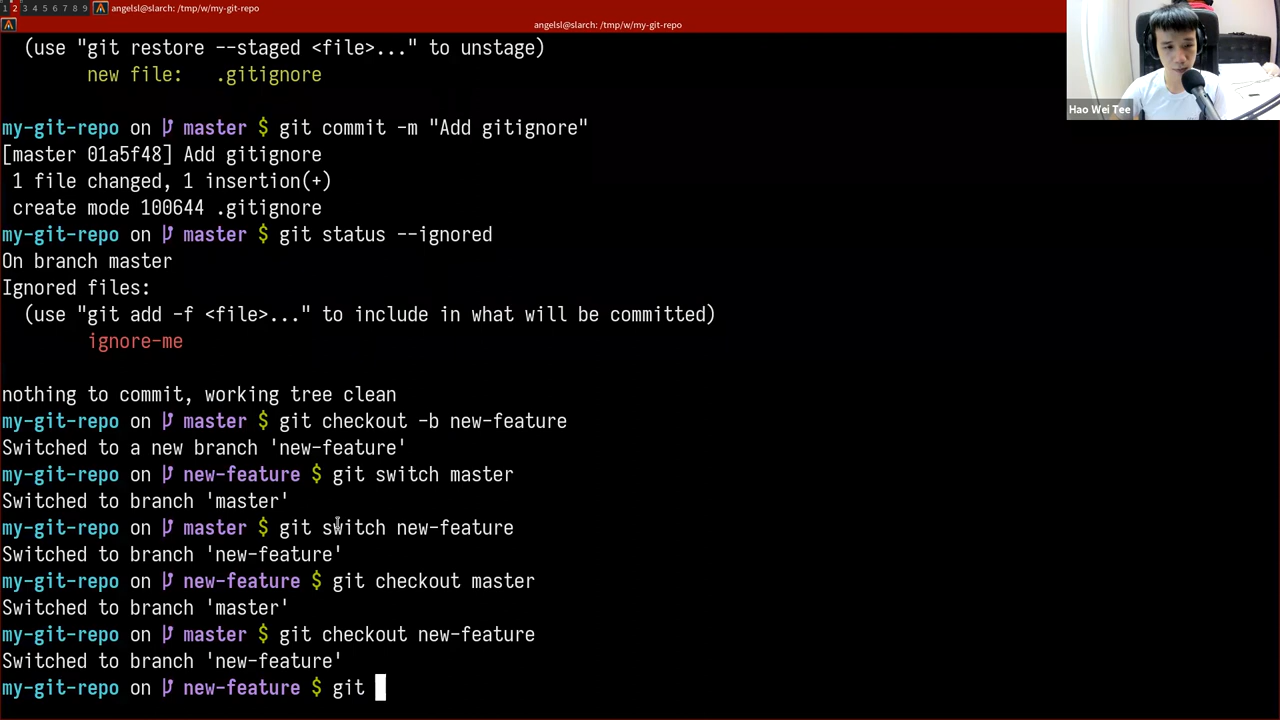 1 2 3 4 5 6 7 8 9 angelsl@slarch: /tmp/w/my-git-repo
angelsl@slarch: /tmp/w/my-git-repo
(use "git restore --staged <file>..." to unstage)
new file: .gitignore
my-git-repo on master $ git commit -m "Add gitignore"
[master 01a5f48] Add gitignore
1 file changed, 1 insertion(+)
create mode 100644 .gitignore
my-git-repo on master $ git status --ignored
On branch master
Ignored files:
(use "git add -f <file>..." to include in what will be committed)
ignore-me
nothing to commit, working tree clean
my-git-repo on master $ git checkout -b new-feature
Switched to a new branch 'new-feature'
my-git-repo on new-feature $ git switch master
Switched to branch 'master'
my-git-repo on master $ git switch new-feature
Switched to branch 'new-feature'
my-git-repo on new-feature $ git checkout master
Switched to branch 'master'
my-git-repo on master $ git checkout new-feature
Switched to branch 'new-feature'
my-git-repo on new-feature $ git
Hao Wei Tee